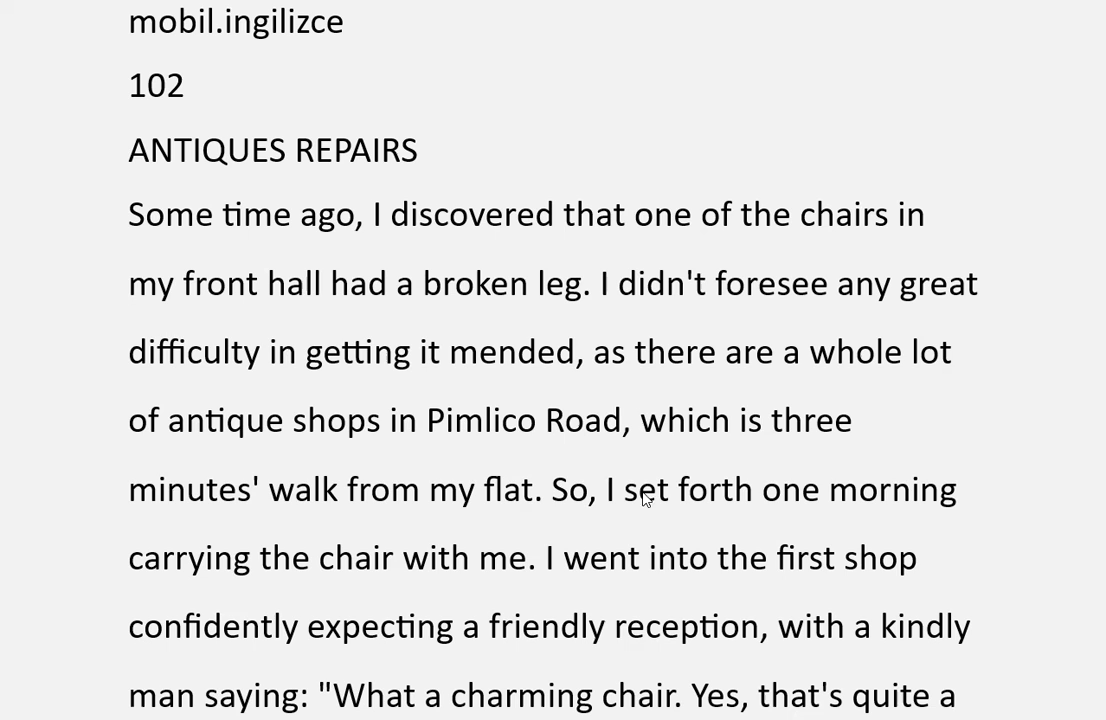 mobil.ingilizce
102
ANTIQUES REPAIRS
Some time ago, I discovered that one of the chairs in
my front hall had a broken leg. I didn't foresee any great
difficulty in getting it mended, as there are a whole lot
of antique shops in Pimlico Road, which is three
minutes' walk from my flat. So, I set forth one morning
carrying the chair with me. I went into the first shop
confidently expecting a friendly reception, with a kindly
man saying: "What a charming chair. Yes, that's quite a